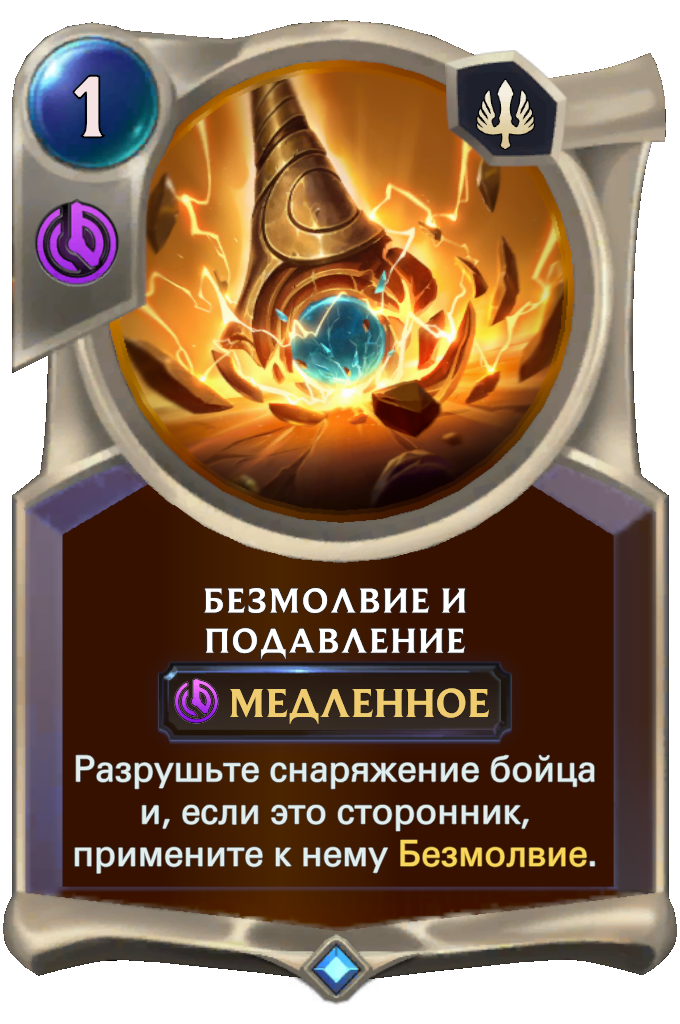 1
БЕЗМОЛВИЕ И
ПОДАВЛЕНИЕ
МЕДЛЕННОЕ
Разрушьте снаряжение бойца
и, если это сторонник,
примените к нему Безмолвие.